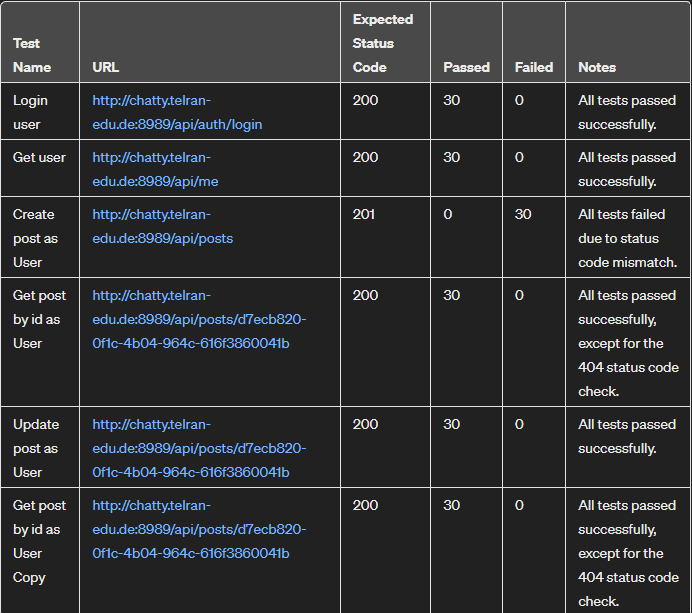 Test Name URL Expected Status Code Passed Failed Notes
Login user http://chatty.telran-edu.de:8989/api/auth/login 200 30 0 All tests passed successfully.
Get user http://chatty.telran-edu.de:8989/api/me 200 30 0 All tests passed successfully.
Create post as User http://chatty.telran-edu.de:8989/api/posts 201 0 30 All tests failed due to status code mismatch.
Get post by id as User http://chatty.telran-edu.de:8989/api/posts/d7ecb820-0f1c-4b04-964c-616f3860041b 200 30 0 All tests passed successfully, except for the 404 status code check.
Update post as User http://chatty.telran-edu.de:8989/api/posts/d7ecb820-0f1c-4b04-964c-616f3860041b 200 30 0 All tests passed successfully.
Get post by id as User Copy http://chatty.telran-edu.de:8989/api/posts/d7ecb820-0f1c-4b04-964c-616f3860041b 200 30 0 All tests passed successfully, except for the 404 status code check.